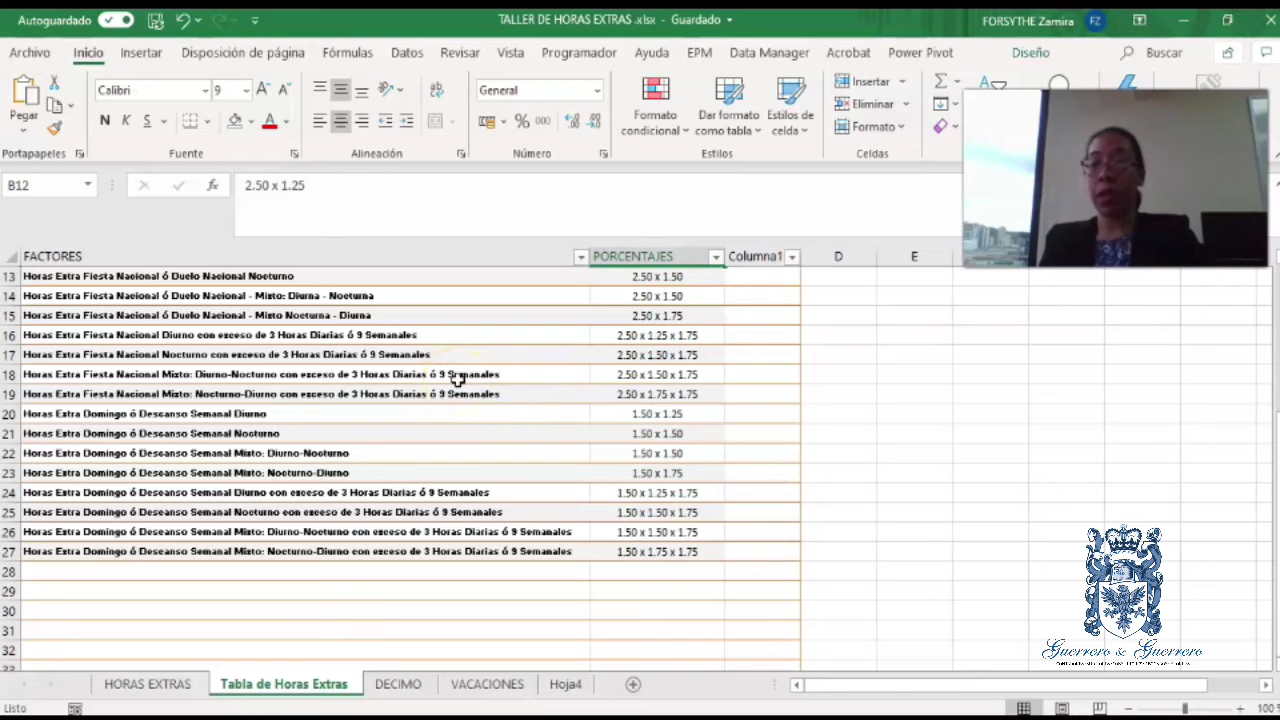 Autoguardado
TALLER DE HORAS EXTRAS .xlsx - Guardado
FORSYTHE Zamira FZ
Archivo Inicio Insertar Disposición de página Fórmulas Datos Revisar Vista Programador Ayuda EPM Data Manager Acrobat Power Pivot Diseño Buscar
Pegar
Calibri 9
N K S
General
% 000
Formato condicional
Dar formato como tabla
Estilos de celda
Insertar
Eliminar
Formato
Portapapeles Fuente Alineación Número Estilos Celdas
B12 fx 2.50 x 1.25
FACTORES PORCENTAJES Columna1 D E
13 Horas Extra Fiesta Nacional ó Duelo Nacional Nocturno 2.50 x 1.50
14 Horas Extra Fiesta Nacional ó Duelo Nacional - Mixto: Diurna - Nocturna 2.50 x 1.50
15 Horas Extra Fiesta Nacional ó Duelo Nacional - Mixto Nocturna - Diurna 2.50 x 1.75
16 Horas Extra Fiesta Nacional Diurno con exceso de 3 Horas Diarias ó 9 Semanales 2.50 x 1.25 x 1.75
17 Horas Extra Fiesta Nacional Nocturno con exceso de 3 Horas Diarias ó 9 Semanales 2.50 x 1.50 x 1.75
18 Horas Extra Fiesta Nacional Mixto: Diurno-Nocturno con exceso de 3 Horas Diarias ó 9 Semanales 2.50 x 1.50 x 1.75
19 Horas Extra Fiesta Nacional Mixto: Nocturno-Diurno con exceso de 3 Horas Diarias ó 9 Semanales 2.50 x 1.75 x 1.75
20 Horas Extra Domingo ó Descanso Semanal Diurno 1.50 x 1.25
21 Horas Extra Domingo ó Descanso Semanal Nocturno 1.50 x 1.50
22 Horas Extra Domingo ó Descanso Semanal Mixto: Diurno-Nocturno 1.50 x 1.50
23 Horas Extra Domingo ó Descanso Semanal Mixto: Nocturno-Diurno 1.50 x 1.75
24 Horas Extra Domingo ó Descanso Semanal Diurno con exceso de 3 Horas Diarias ó 9 Semanales 1.50 x 1.25 x 1.75
25 Horas Extra Domingo ó Descanso Semanal Nocturno con exceso de 3 Horas Diarias ó 9 Semanales 1.50 x 1.50 x 1.75
26 Horas Extra Domingo ó Descanso Semanal Mixto: Diurno-Nocturno con exceso de 3 Horas Diarias ó 9 Semanales 1.50 x 1.50 x 1.75
27 Horas Extra Domingo ó Descanso Semanal Mixto: Nocturno-Diurno con exceso de 3 Horas Diarias ó 9 Semanales 1.50 x 1.75 x 1.75
28
29
30
31
32
Guerrero & Guerrero
HORAS EXTRAS Tabla de Horas Extras DECIMO VACACIONES Hoja4
Listo 100